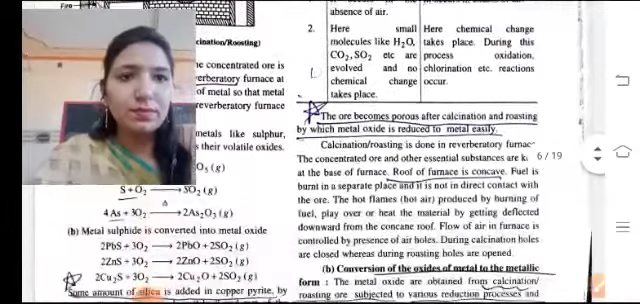 Fire
absence of air.
2. Here small molecules like H2O, CO2, SO2 etc are evolved and no chemical change takes place.
Here chemical change takes place. During this process oxidation, chlorination etc. reactions occur.
cination/Roasting)
he concentrated ore is
erberatory furnace at
of metal so that metal
reverberatory furnace
metals like sulphur,
s their volatile oxides.
O5 (g)
S + O2 → SO2 (g)
4 As + 3O2 —Δ→ 2As2O3 (g)
(b) Metal sulphide is converted into metal oxide
2PbS + 3O2 → 2PbO + 2SO2 (g)
2ZnS + 3O2 → 2ZnO + 2SO2 (g)
2Cu2S + 3O2 → 2Cu2O + 2SO2 (g)
Some amount of silica is added in copper pyrite, by
The ore becomes porous after calcination and roasting
by which metal oxide is reduced to metal easily.
Calcination/roasting is done in reverberatory furnac
The concentrated ore and other essential substances are k
6 / 19
at the base of furnace. Roof of furnace is concave. Fuel is
burnt in a separate place and it is not in direct contact with
the ore. The hot flames (hot air) produced by burning of
fuel, play over or heat the material by getting deflected
downward from the concane roof. Flow of air in furnace is
controlled by presence of air holes. During calcination holes
are closed whereas during roasting holes are opened.
(b) Conversion of the oxides of metal to the metallic
form : The metal oxide are obtained from calcination/
roasting ore subjected to various reduction processes and